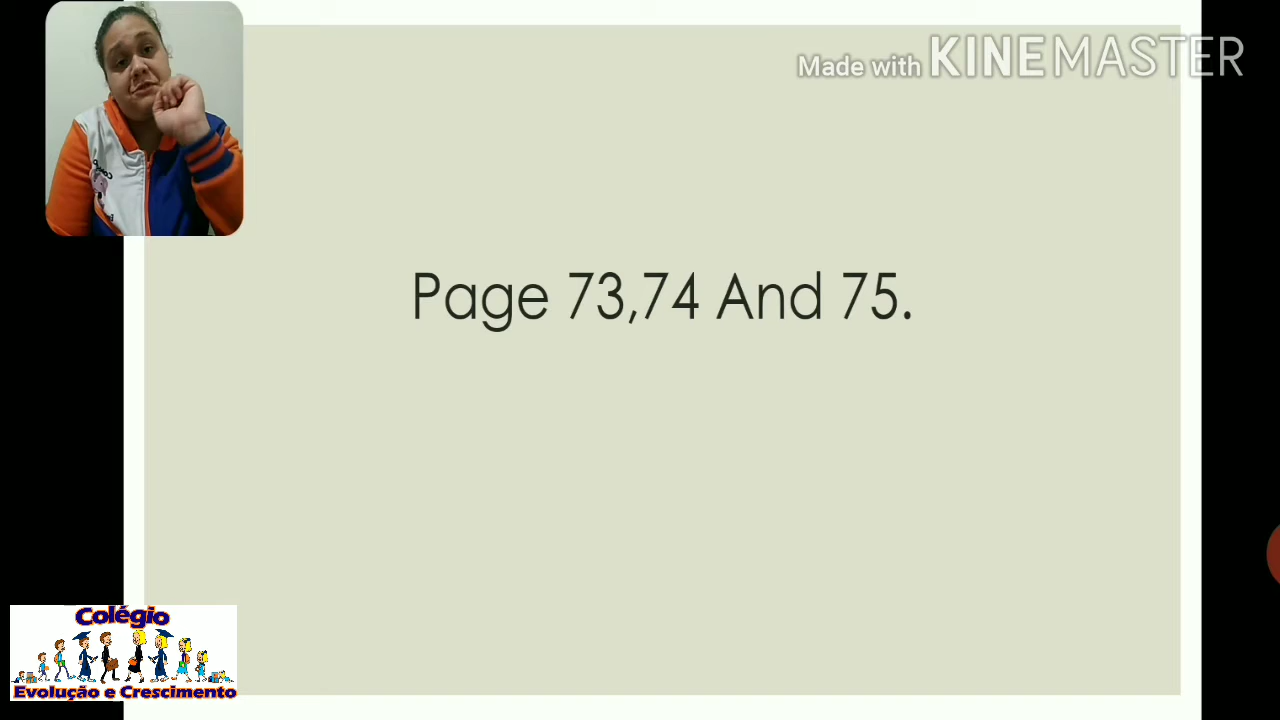 Made with KINEMASTER
Page 73,74 And 75.
Colégio
Evolução e Crescimento